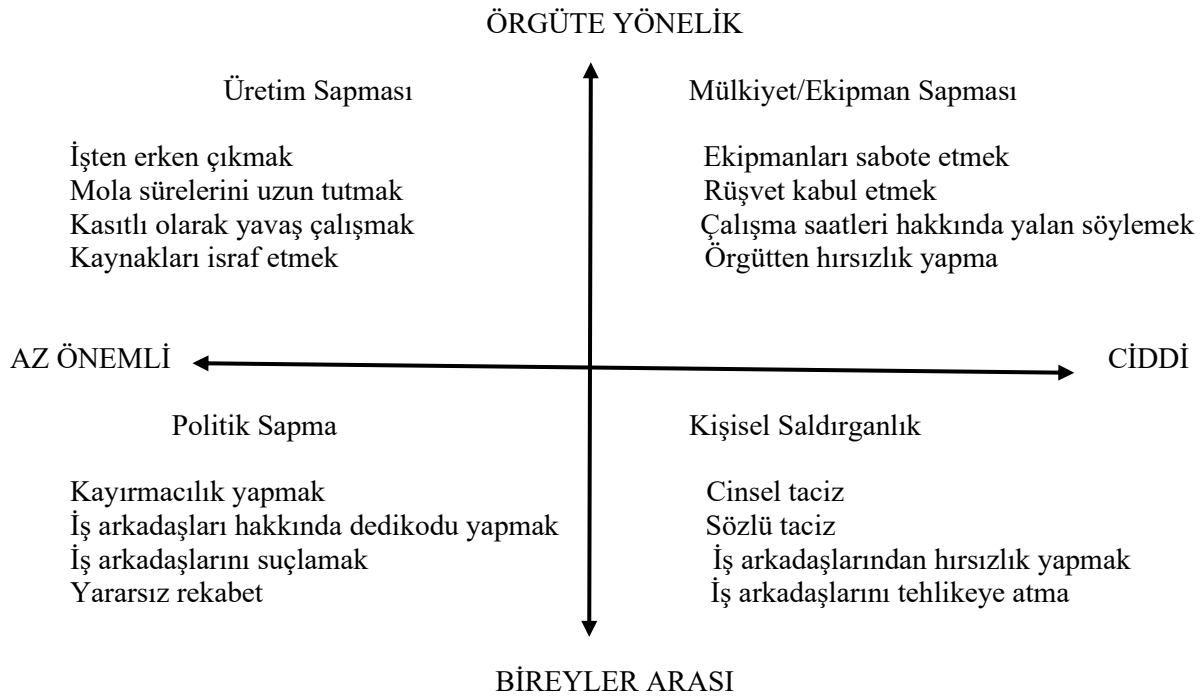 ÖRGÜTE YÖNELİK
Üretim Sapması
İşten erken çıkmak
Mola sürelerini uzun tutmak
Kasıtlı olarak yavaş çalışmak
Kaynakları israf etmek
Mülkiyet/Ekipman Sapması
Ekipmanları sabote etmek
Rüşvet kabul etmek
Çalışma saatleri hakkında yalan söylemek
Örgütten hırsızlık yapma
AZ ÖNEMLİ
CİDDİ
Politik Sapma
Kayırmacılık yapmak
İş arkadaşları hakkında dedikodu yapmak
İş arkadaşlarını suçlamak
Yararsız rekabet
Kişisel Saldırganlık
Cinsel taciz
Sözlü taciz
İş arkadaşlarından hırsızlık yapmak
İş arkadaşlarını tehlikeye atma
BİREYLER ARASI